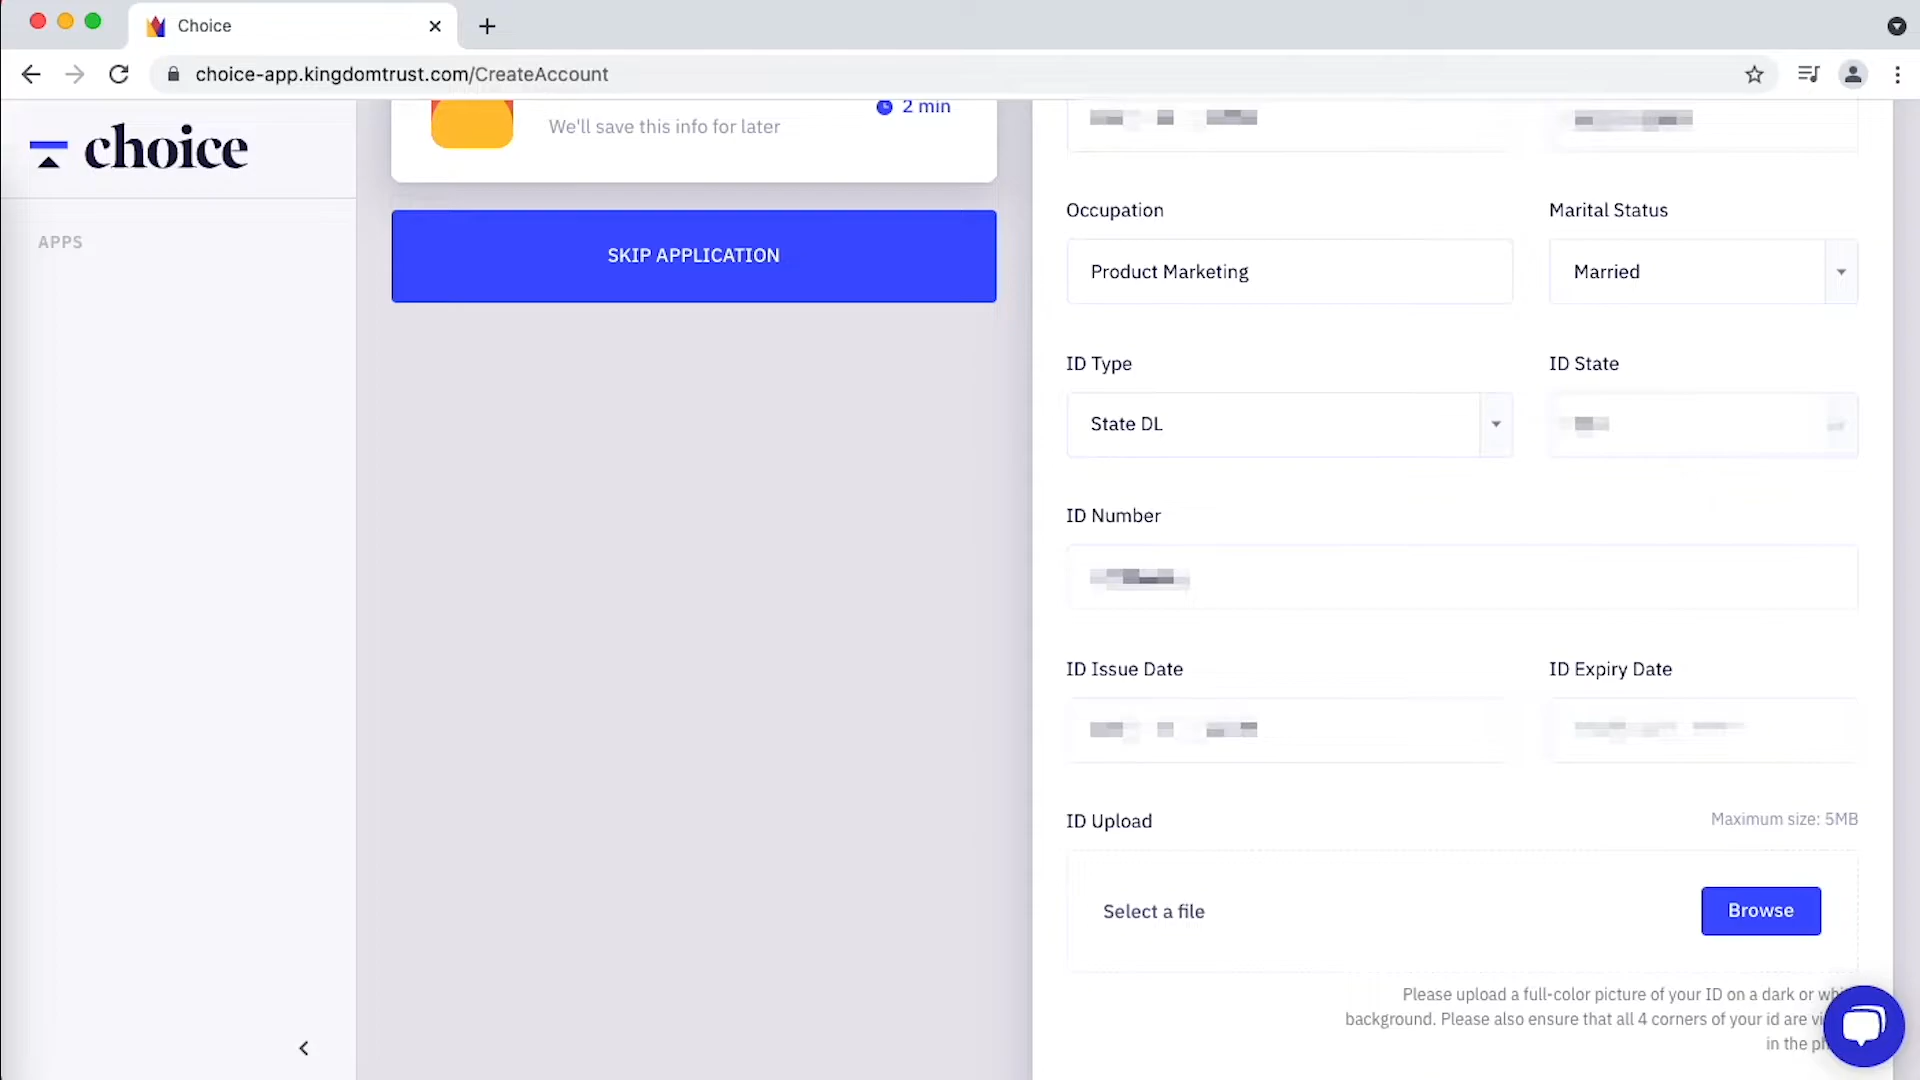 Choice
choice-app.kingdomtrust.com/CreateAccount
choice
APPS
2 min
We'll save this info for later
SKIP APPLICATION
Occupation
Marital Status
Product Marketing
Married
ID Type
ID State
State DL
ID Number
ID Issue Date
ID Expiry Date
ID Upload
Maximum size: 5MB
Select a file
Browse
Please upload a full-color picture of your ID on a dark or
background. Please also ensure that all 4 corners of your id are
in the